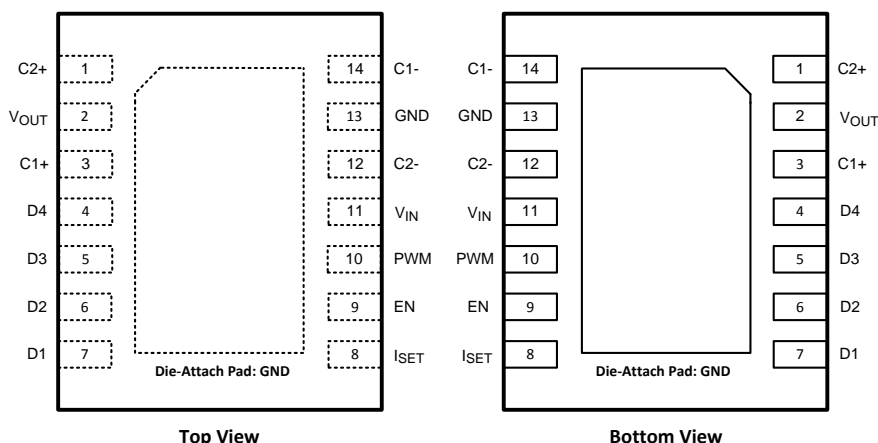 C2+ 1 14 C1- C1- 14 1 C2+
VOUT 2 13 GND GND 13 2 VOUT
C1+ 3 12 C2- C2- 12 3 C1+
D4 4 11 VIN VIN 11 4 D4
D3 5 10 PWM PWM 10 5 D3
D2 6 9 EN EN 9 6 D2
D1 7 8 ISET ISET 8 7 D1
Die-Attach Pad: GND Die-Attach Pad: GND
Top View Bottom View